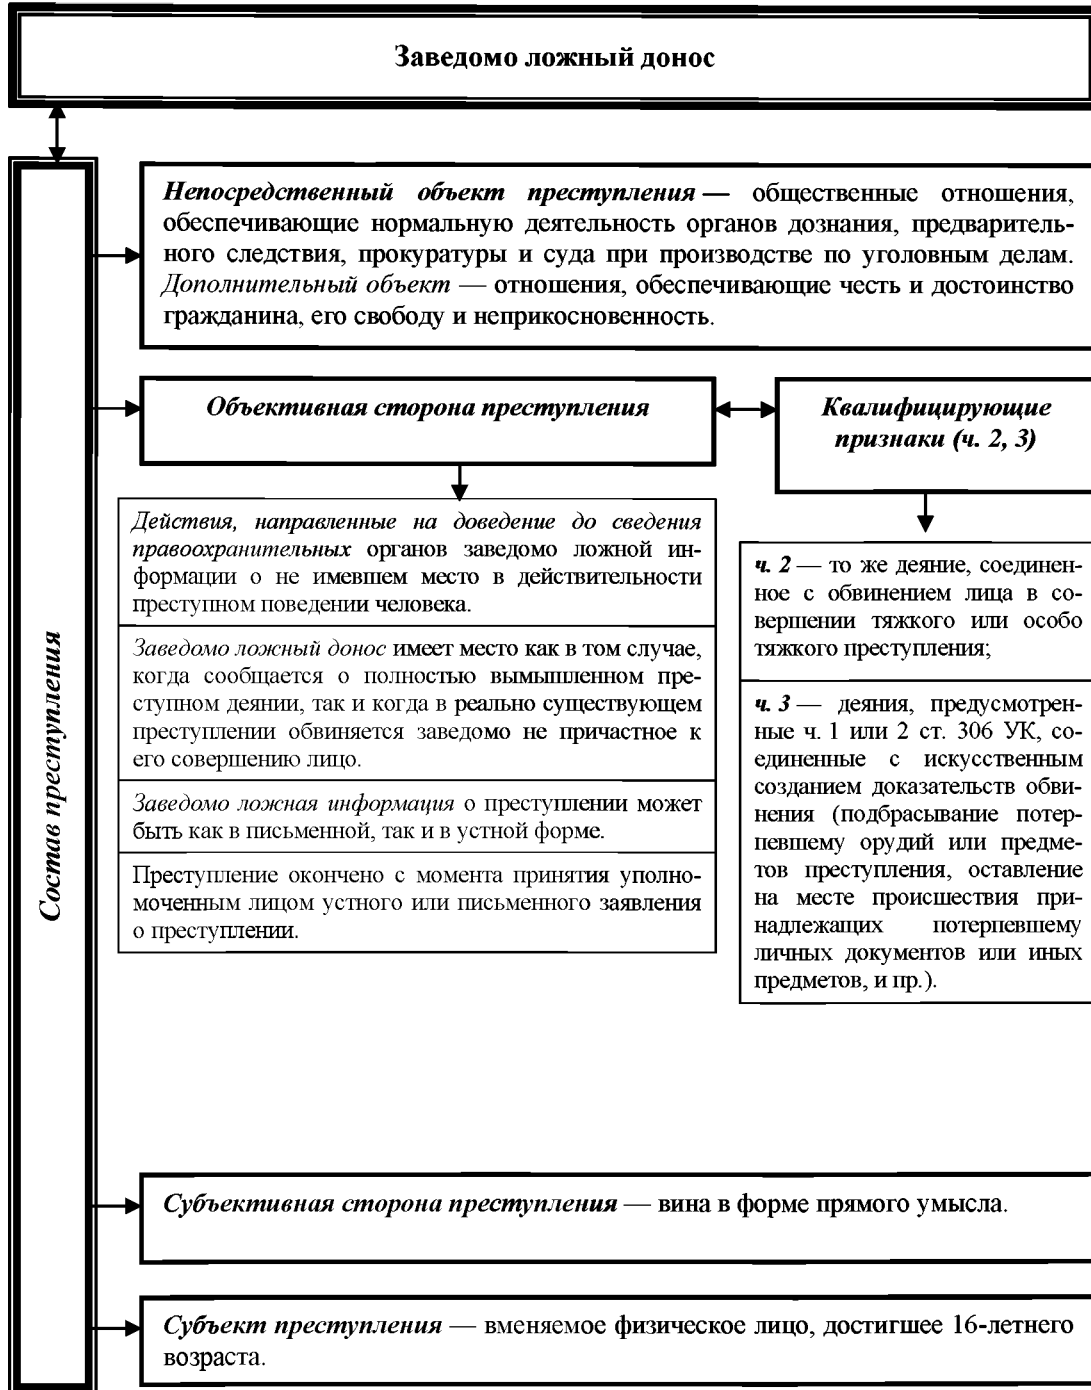 Заведомо ложный донос
Состав преступления
Непосредственный объект преступления — общественные отношения,
обеспечивающие нормальную деятельность органов дознания, предваритель-
ного следствия, прокуратуры и суда при производстве по уголовным делам.
Дополнительный объект — отношения, обеспечивающие честь и достоинство
гражданина, его свободу и неприкосновенность.
Объективная сторона преступления
Действия, направленные на доведение до сведения
правоохранительных органов заведомо ложной ин-
формации о не имевшем место в действительности
преступном поведении человека.
Заведомо ложный донос имеет место как в том случае,
когда сообщается о полностью вымышленном пре-
ступном деянии, так и когда в реально существующем
преступлении обвиняется заведомо не причастное к
его совершению лицо.
Заведомо ложная информация о преступлении может
быть как в письменной, так и в устной форме.
Преступление окончено с момента принятия уполно-
моченным лицом устного или письменного заявления
о преступлении.
Квалифицирующие
признаки (ч. 2, 3)
ч. 2 — то же деяние, соединен-
ное с обвинением лица в со-
вершении тяжкого или особо
тяжкого преступления;
ч. 3 — деяния, предусмотрен-
ные ч. 1 или 2 ст. 306 УК, со-
единенные с искусственным
созданием доказательств обви-
нения (подбрасывание потер-
певшему орудий или предме-
тов преступления, оставление
на месте происшествия при-
надлежащих потерпевшему
личных документов или иных
предметов, и пр.).
Субъективная сторона преступления — вина в форме прямого умысла.
Субъект преступления — вменяемое физическое лицо, достигшее 16-летнего
возраста.